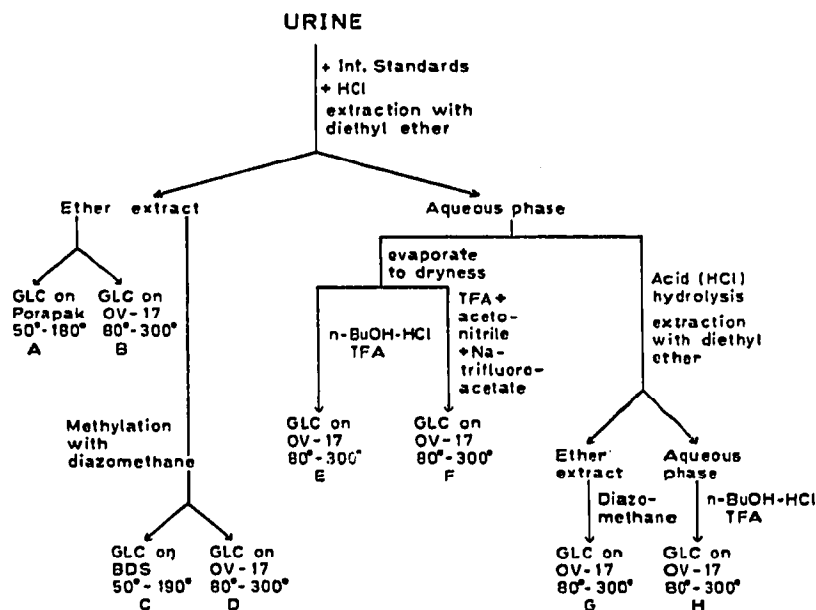 URINE
+ Int. Standards
+ HCl
extraction with
diethyl ether
Ether extract
Aqueous phase
GLC on
Porapak
50°-180°
A
GLC on
OV-17
80°-300°
B
Methylation
with
diazomethane
GLC on
BDS
50°-190°
C
GLC on
OV-17
80°-300°
D
evaporate
to dryness
n-BuOH-HCl
TFA
TFA +
aceto-
nitrile
+Na-
trifluoro-
acetate
GLC on
OV-17
80°-300°
E
GLC on
OV-17
80°-300°
F
Acid (HCl)
hydrolysis
extraction
with diethyl
ether
Ether
extract
Aqueous
phase
Diazo-
methane
n-BuOH-HCl
TFA
GLC on
OV-17
80°-300°
G
GLC on
OV-17
80°-300°
H